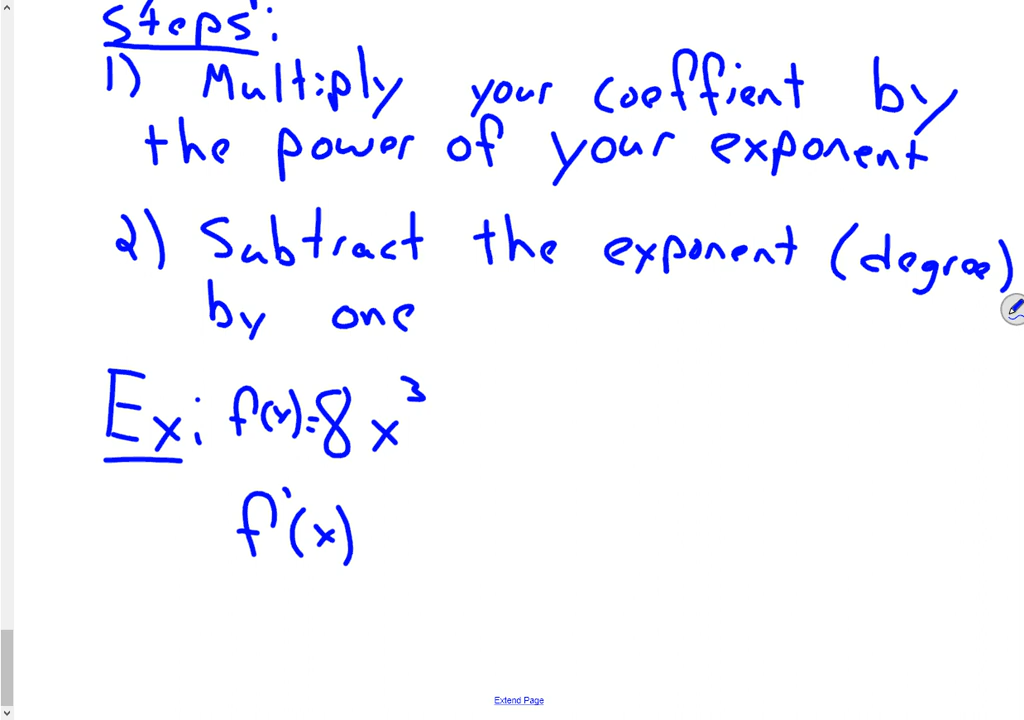 Steps:
1) Multiply your coeffient by
the power of your exponent
2) Subtract the exponent (degree)
by one
Ex: f(x)=8x³
f'(x)
Extend Page